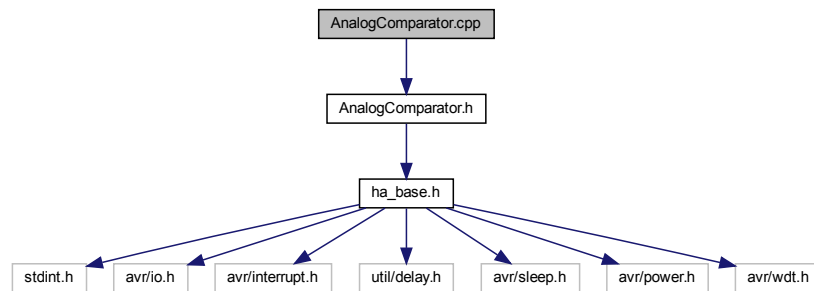 AnalogComparator.cpp
AnalogComparator.h
ha_base.h
stdint.h
avr/io.h
avr/interrupt.h
util/delay.h
avr/sleep.h
avr/power.h
avr/wdt.h